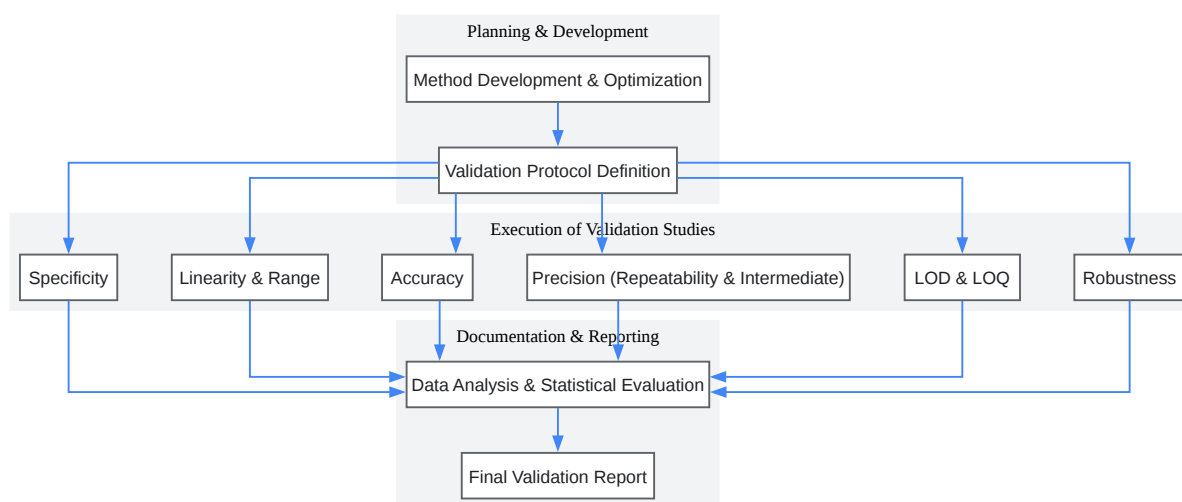 Planning & Development
Method Development & Optimization
Validation Protocol Definition
Execution of Validation Studies
Specificity
Linearity & Range
Accuracy
Precision (Repeatability & Intermediate)
LOD & LOQ
Robustness
Documentation & Reporting
Data Analysis & Statistical Evaluation
Final Validation Report